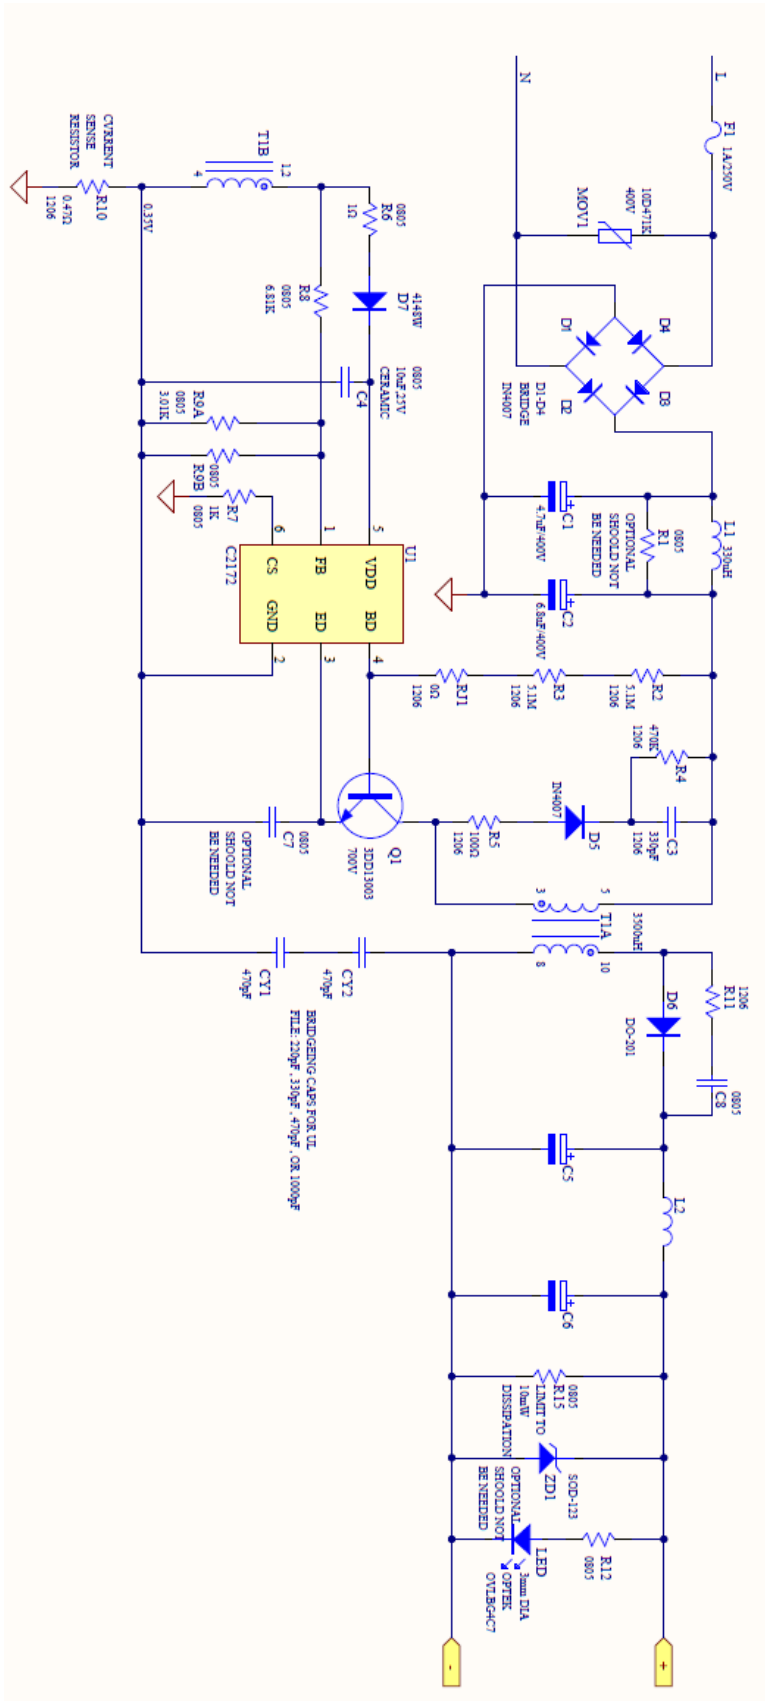 L
F1
1A/250V
N
10D471K
400V
MOV1
D1
D4
D2
D3
D1-D4
BRIDGE
IN4007
C1
4.7uF/400V
0805
R1
OPTIONAL
SHOOLD NOT
BE NEEDED
L1
330uH
C2
6.8uF/400V
T1B
12
4
CVRRENT
SENSE
RESISTOR
R10
0.47Ω
1206
0.35V
0805
R6
1Ω
4148W
D7
R8
0805
6.81K
0805
10uF,25V
CERAMIC
C4
R9A
0805
3.01K
0805
R9B
R7
1K
0805
6
1
5
U1
VDD
BD
FB
ED
CS
GND
C2172
2
3
4
RJ1
0Ω
1206
R3
5.1M
1206
R2
5.1M
1206
470K
1206
R4
C3
330pF
1206
IN4007
D5
R5
100Ω
1206
Q1
3DD13003
700V
0805
C7
OPTIONAL
SHOOLD NOT
BE NEEDED
3
5
T1A
3500uH
8
10
CY1
470pF
CY2
470pF
BRIDGEING CAPS FOR UL
FILE: 220pF , 330pF , 470pF , OR 1000pF
1206
R11
D6
DO-201
0805
C8
C5
L2
C6
0805
R15
LIMIT TO
10mW
DISSIPATION
SOD-123
ZD1
OPTIONAL
SHOOLD NOT
BE NEEDED
R12
0805
LED
3mm DIA
OPTEK
OVLBG4C7
-
+